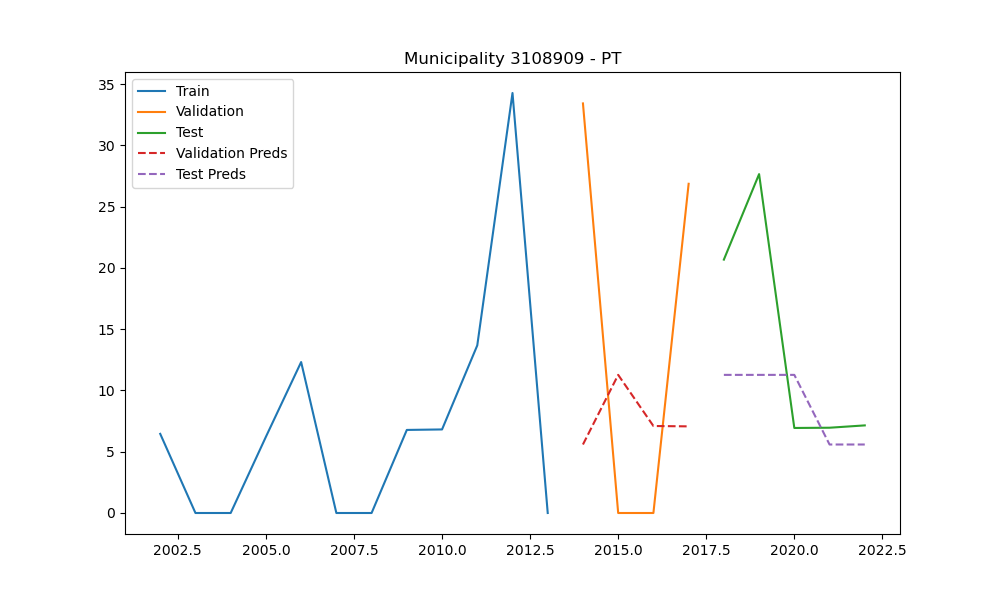 Municipality 3108909 - PT
Train
Validation
Test
Validation Preds
Test Preds
35
30
25
20
15
10
5
0
2002.5 2005.0 2007.5 2010.0 2012.5 2015.0 2017.5 2020.0 2022.5